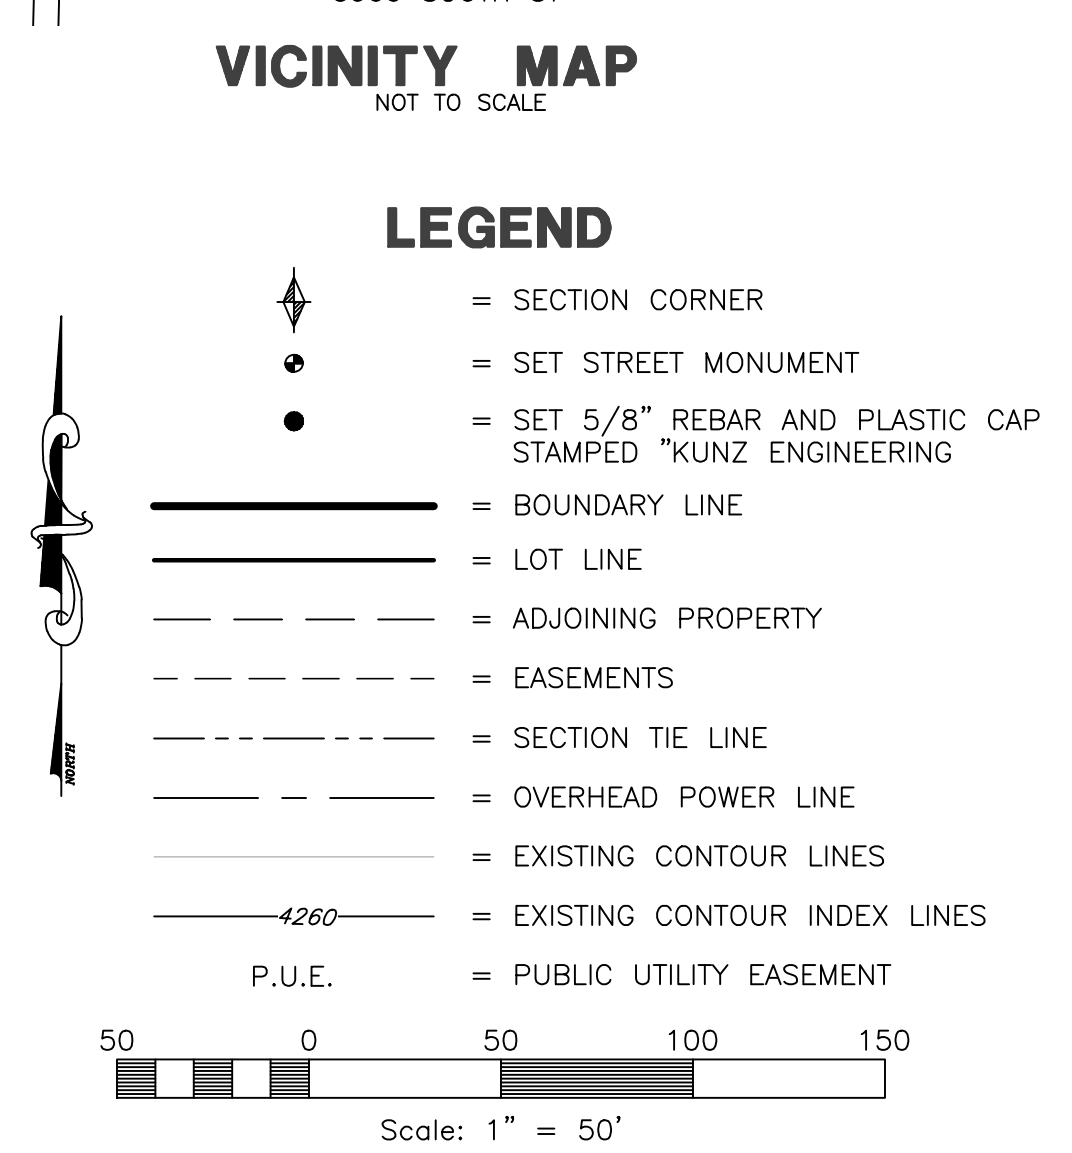 VICINITY MAP
NOT TO SCALE
LEGEND
= SECTION CORNER
= SET STREET MONUMENT
= SET 5/8” REBAR AND PLASTIC CAP
STAMPED ”KUNZ ENGINEERING
= BOUNDARY LINE
= LOT LINE
= ADJOINING PROPERTY
= EASEMENTS
= SECTION TIE LINE
= OVERHEAD POWER LINE
= EXISTING CONTOUR LINES
4260 = EXISTING CONTOUR INDEX LINES
P.U.E. = PUBLIC UTILITY EASEMENT
NORTH
50 0 50 100 150
Scale: 1” = 50’